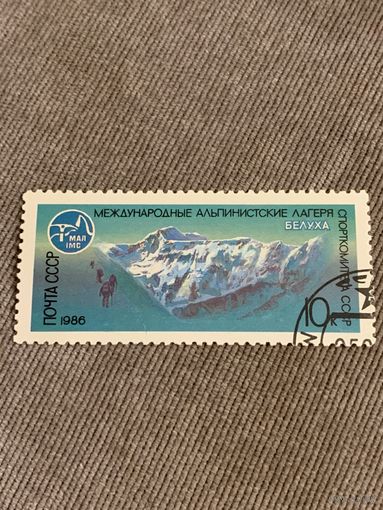 МАЛ
IMC
МЕЖДУНАРОДНЫЕ АЛЬПИНИСТСКИЕ ЛАГЕРЯ
СПОРТКОМИТЕТА СССР
БЕЛУХА
ПОЧТА СССР
1986
10к